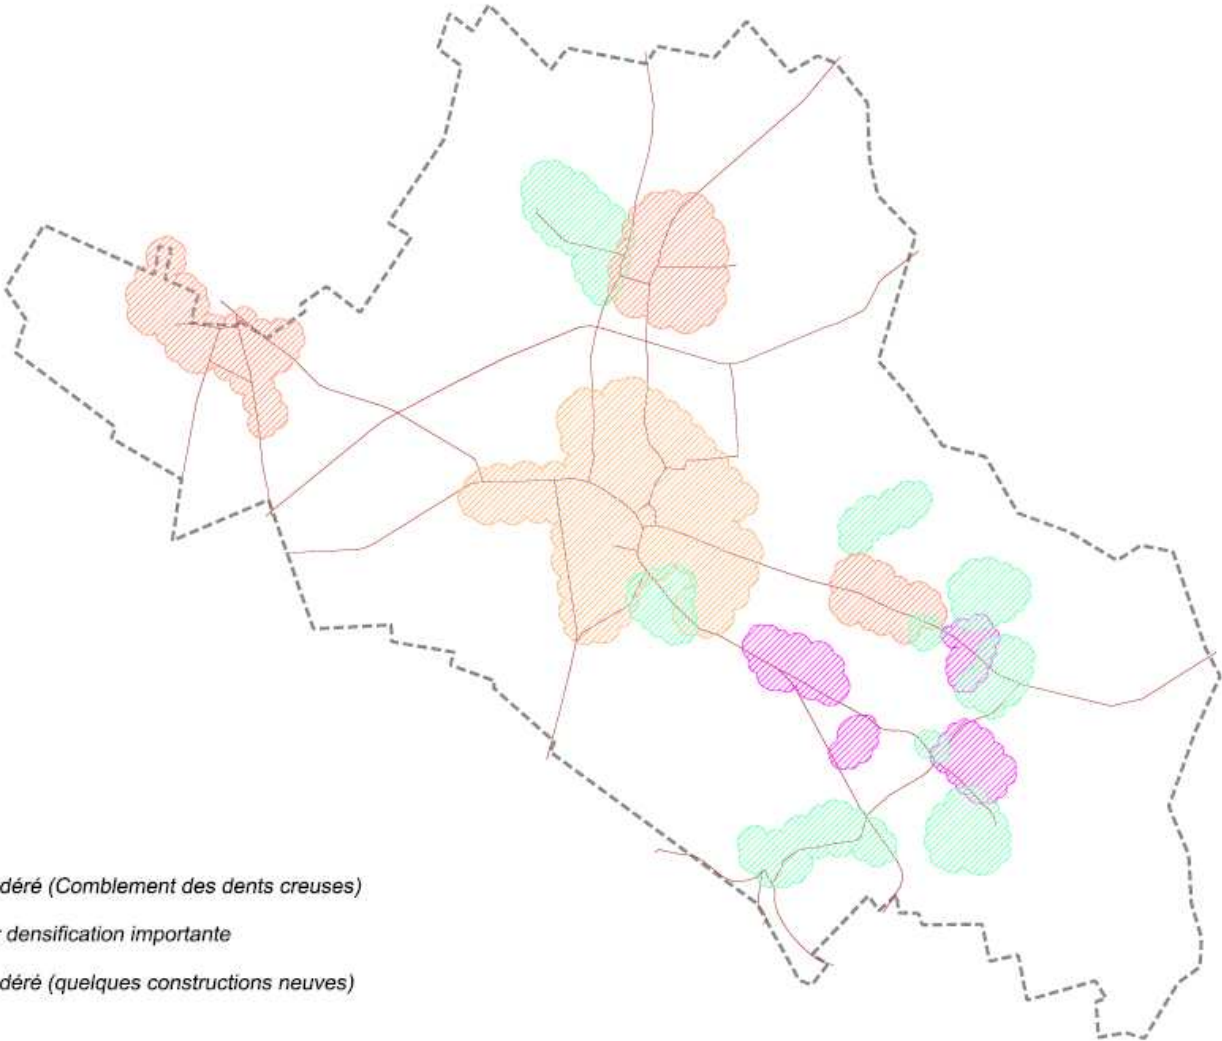 déré (Comblement des dents creuses)
densification importante
déré (quelques constructions neuves)